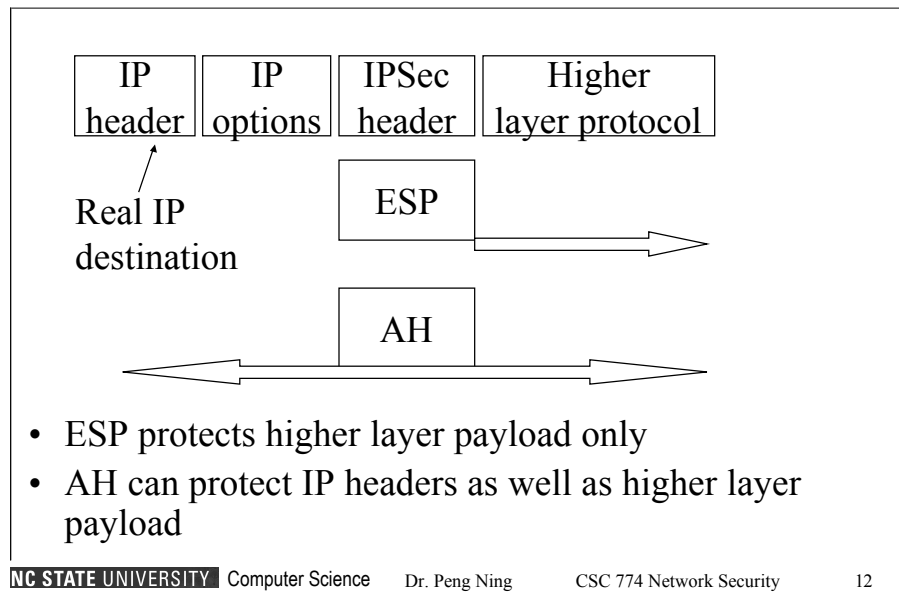 IP header
IP options
IPSec header
Higher layer protocol
Real IP
destination
ESP
AH
• ESP protects higher layer payload only
• AH can protect IP headers as well as higher layer
payload
NC STATE UNIVERSITY Computer Science Dr. Peng Ning CSC 774 Network Security 12